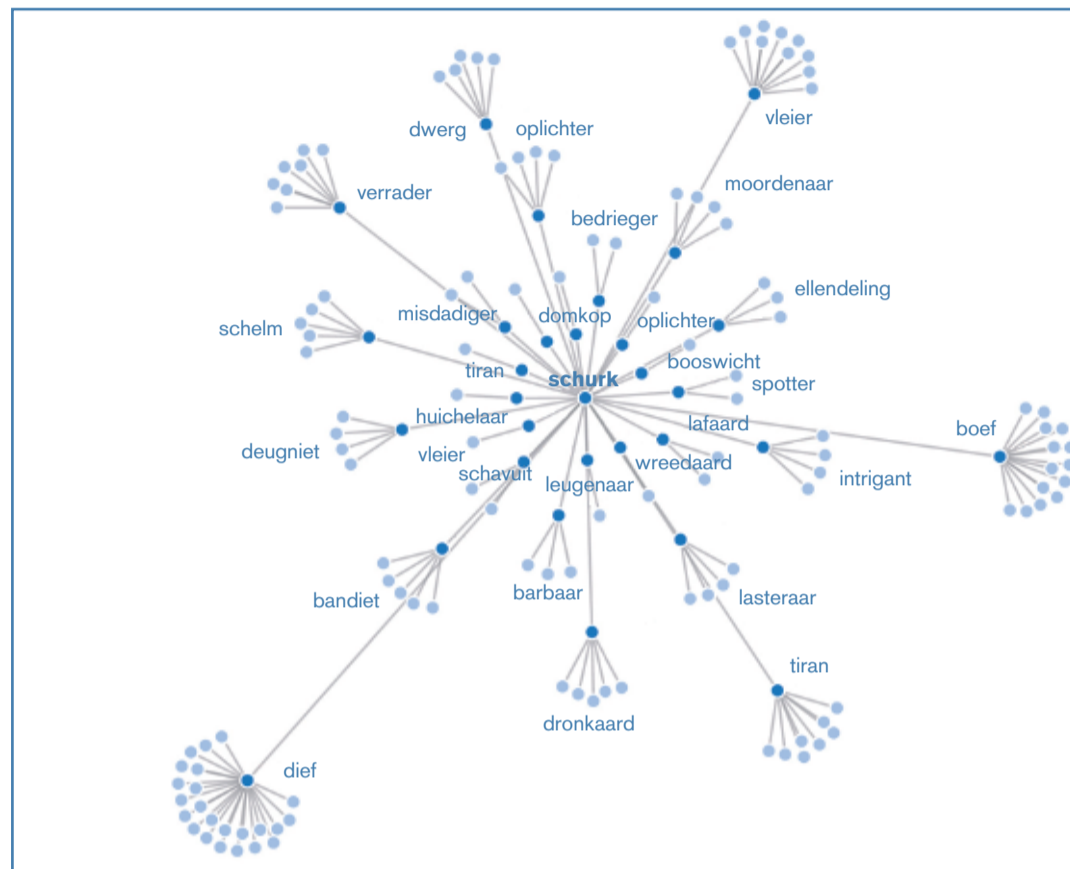 vleier
dwerg
oplichter
moordenaar
verrader
bedrieger
ellendeling
misdadiger
domkop
oplichter
schelm
booswicht
tiran
schurk
spotter
huichelaar
lafaard
boef
deugniet
vleier
wreedaard
schavuit
intrigant
leugenaar
barbaar
bandiet
lasteraar
tiran
dronkaard
dief